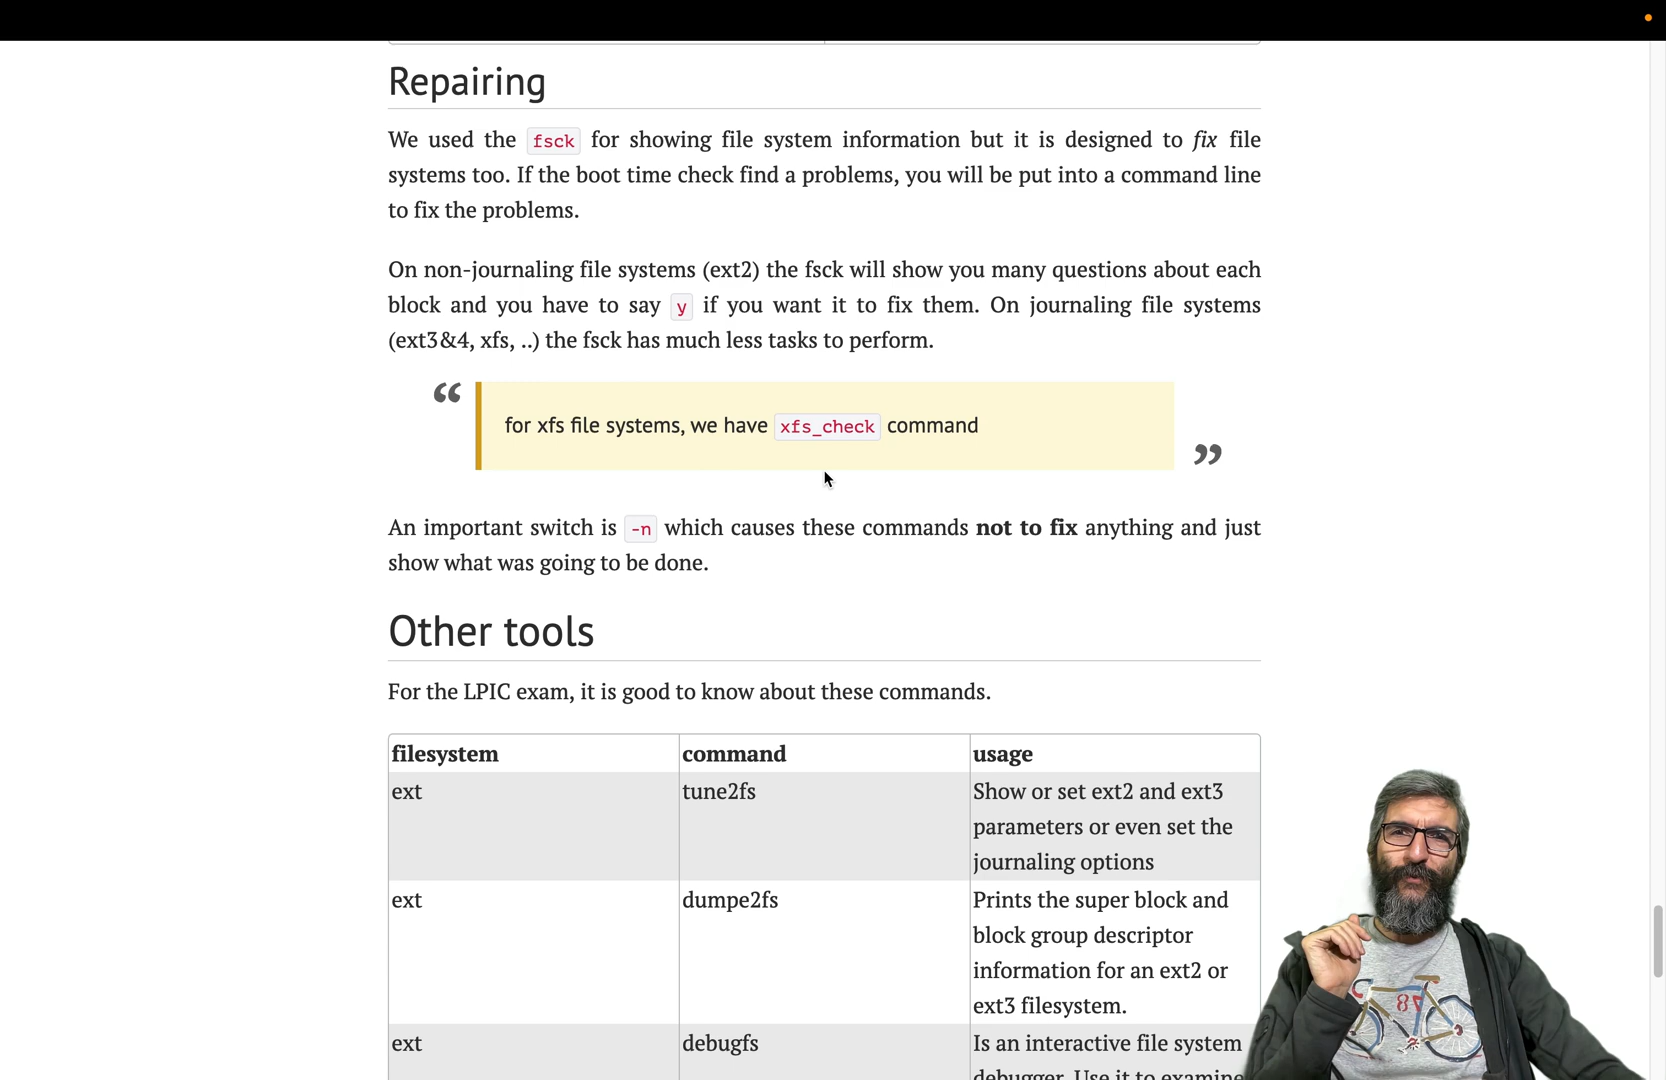 Repairing
We used the fsck for showing file system information but it is designed to fix file
systems too. If the boot time check find a problems, you will be put into a command line
to fix the problems.
On non-journaling file systems (ext2) the fsck will show you many questions about each
block and you have to say y if you want it to fix them. On journaling file systems
(ext3&4, xfs, ..) the fsck has much less tasks to perform.
“ for xfs file systems, we have xfs_check command ”
An important switch is -n which causes these commands not to fix anything and just
show what was going to be done.
Other tools
For the LPIC exam, it is good to know about these commands.
filesystem command usage
ext tune2fs Show or set ext2 and ext3
parameters or even set the
journaling options
ext dumpe2fs Prints the super block and
block group descriptor
information for an ext2 or
ext3 filesystem.
ext debugfs Is an interactive file system
debugger. Use it to examine
87